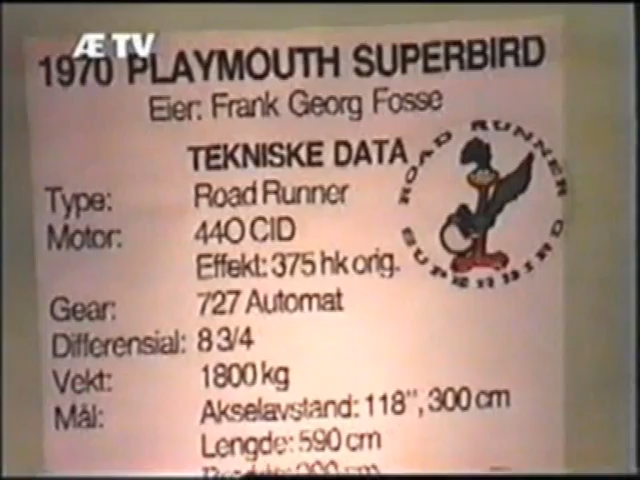 ÆTV
1970 PLAYMOUTH SUPERBIRD
Eier: Frank Georg Fosse
TEKNISKE DATA
ROAD RUNNER
SUPERBIRD
Type: Road Runner
Motor: 440 CID
Effekt: 375 hk orig.
Gear: 727 Automat
Differensial: 8 3/4
Vekt: 1800 kg
Mål: Akselavstand: 118", 300 cm
Lengde: 590 cm